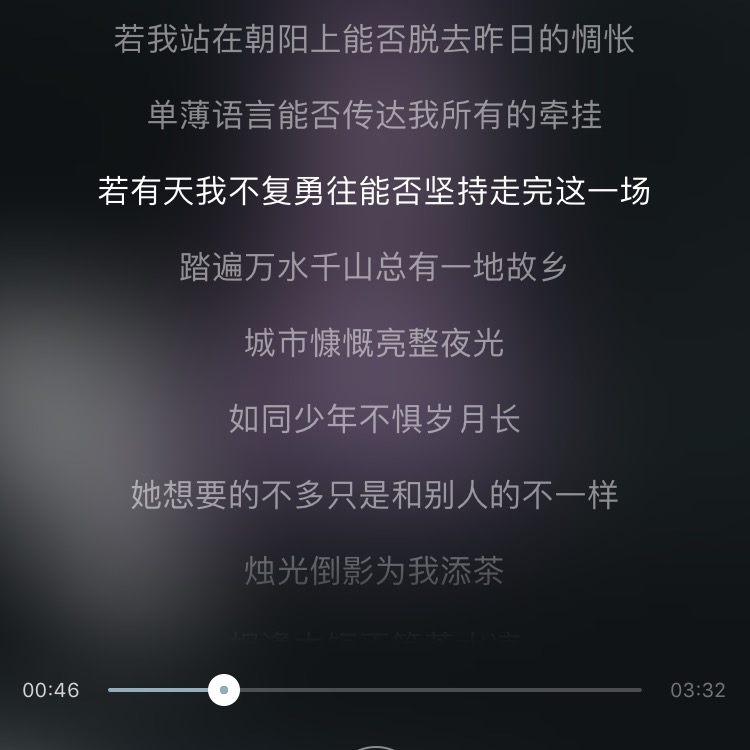 若我站在朝阳上能否脱去昨日的惆怅
单薄语言能否传达我所有的牵挂
若有天我不复勇往能否坚持走完这一场
踏遍万水千山总有一地故乡
城市慷慨亮整夜光
如同少年不惧岁月长
她想要的不多只是和别人的不一样
烛光倒影为我添茶
00:46
03:32